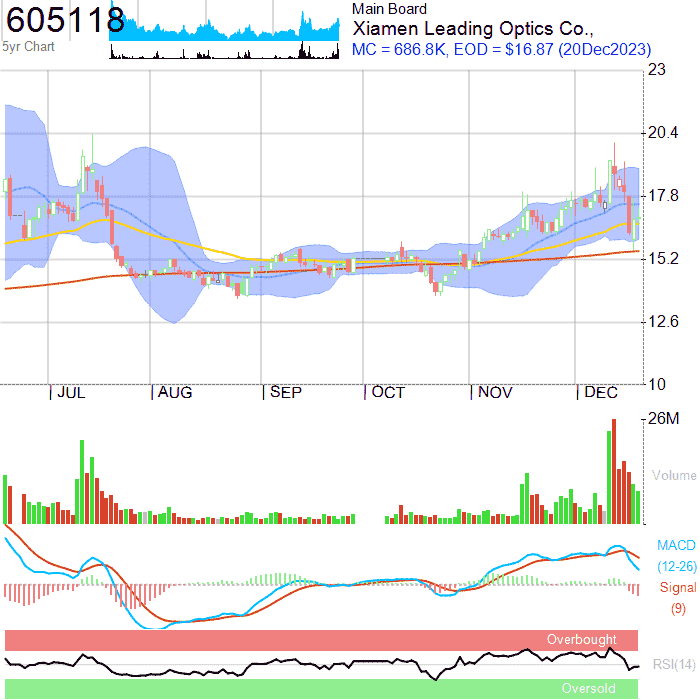 605118
5yr Chart
Main Board
Xiamen Leading Optics Co.,
MC = 686.8K, EOD = $16.87 (20Dec2023)
23
20.4
17.8
15.2
12.6
10
JUL AUG SEP OCT NOV DEC
26M
Volume
MACD
(12-26)
Signal
(9)
Overbought
RSI(14)
Oversold